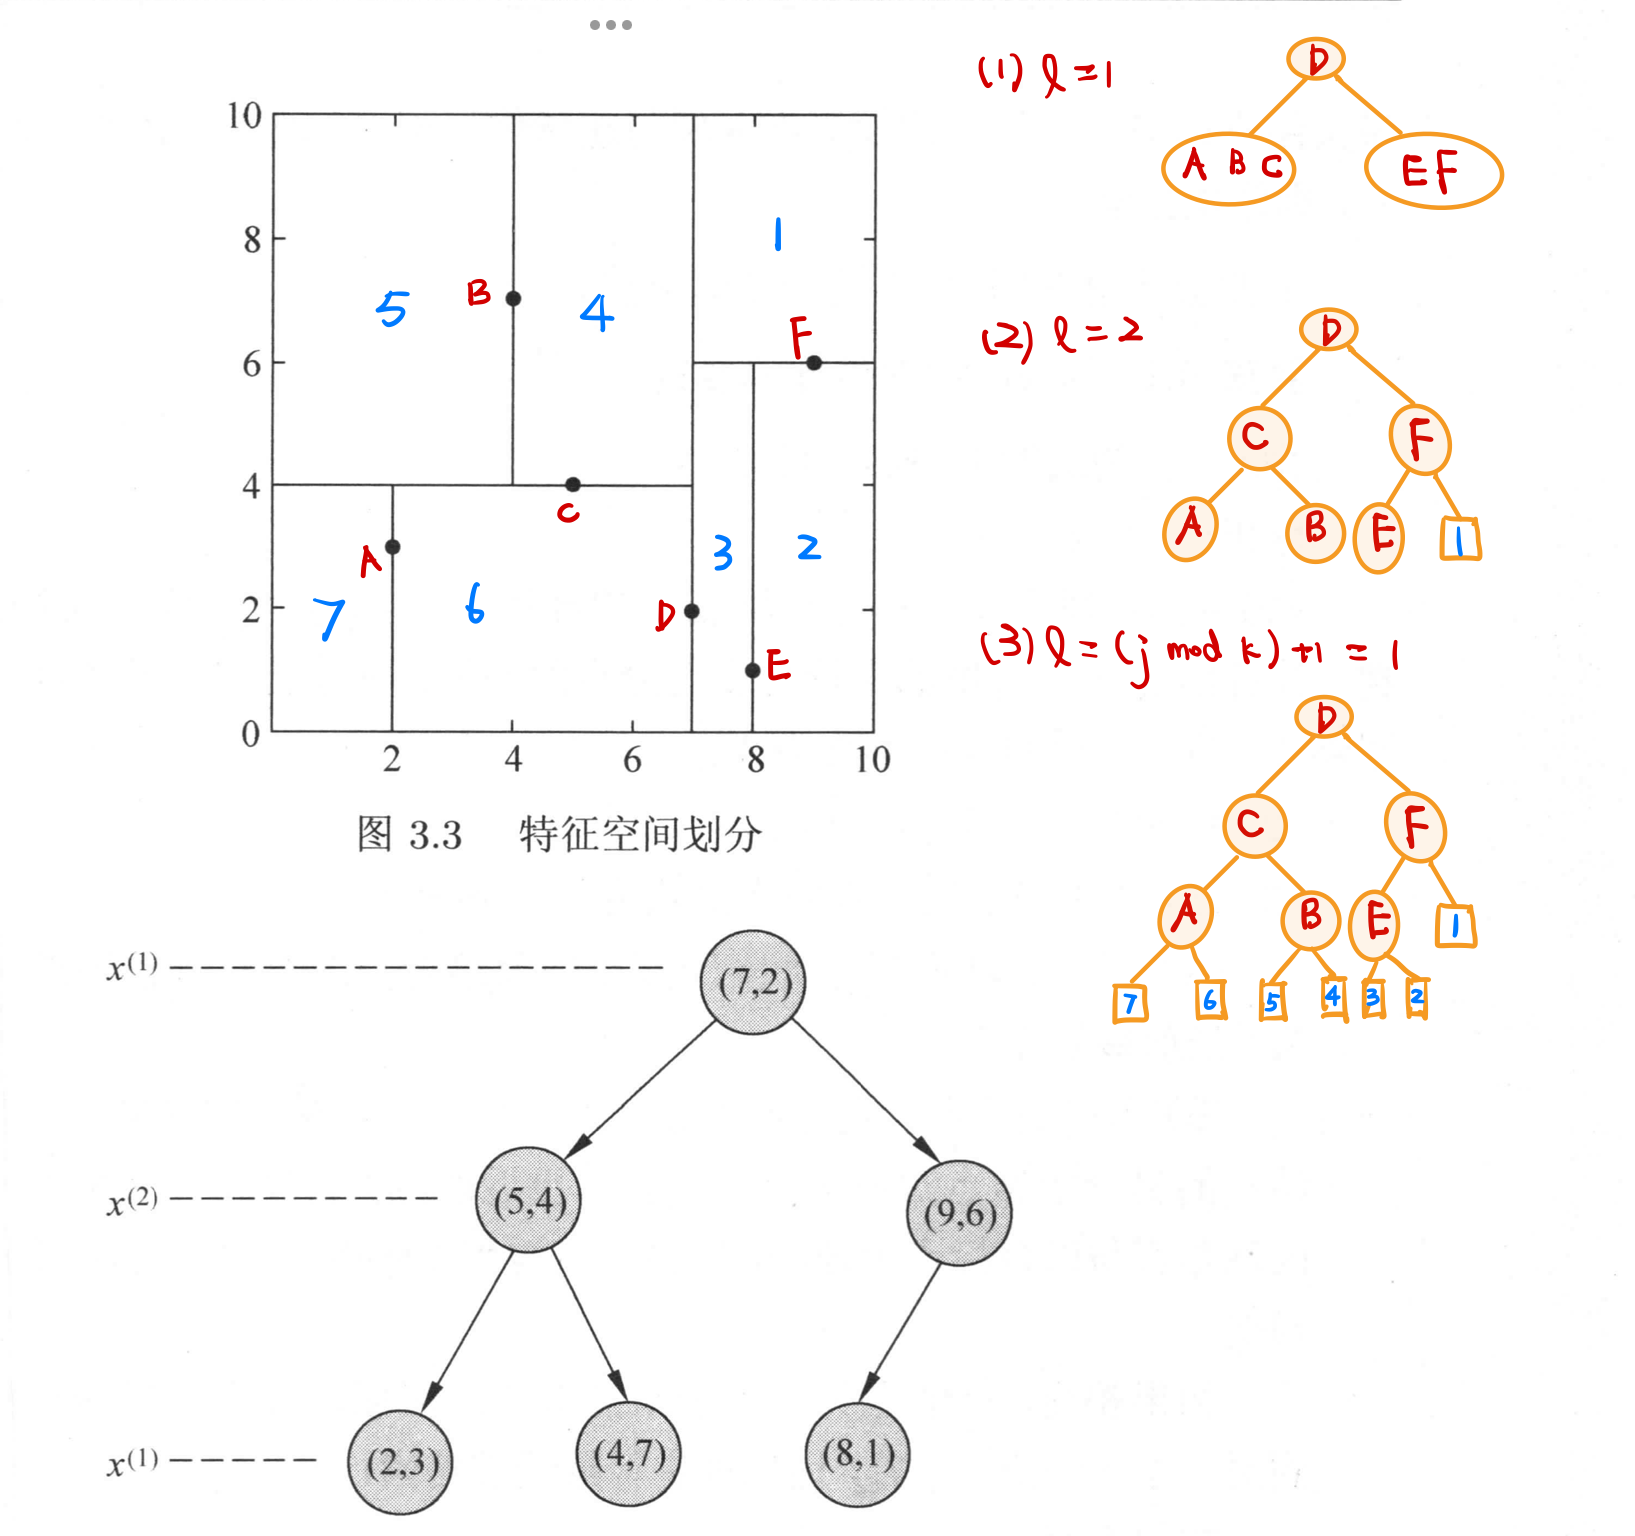 10
8
6
4
2
0
2
4
6
8
10
5
B
4
1
F
C
A
7
6
D
3
2
E
图 3.3 特征空间划分
x(1)
(7,2)
x(2)
(5,4)
(9,6)
x(1)
(2,3)
(4,7)
(8,1)
(1) l=1
D
A B C
E F
(2) l=2
D
C
F
A
B
E
1
(3) l=(j mod k)+1=1
D
C
F
A
B
E
1
7
6
5
4
3
2